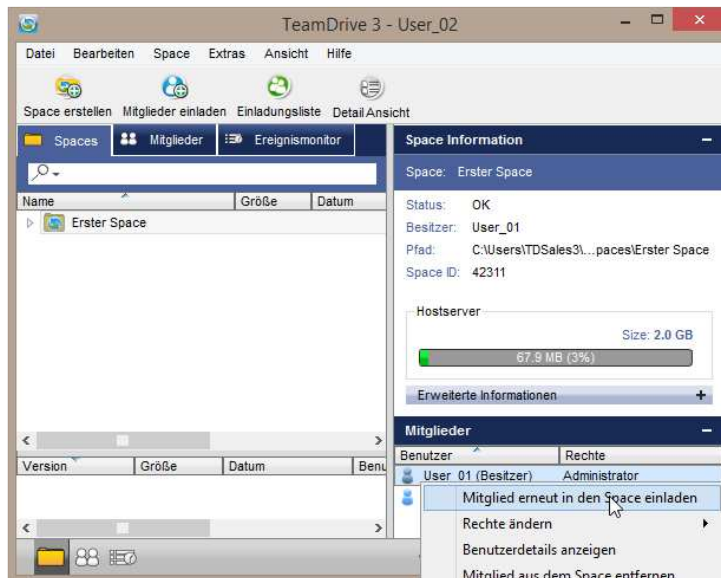 TeamDrive 3 - User_02
Datei Bearbeiten Space Extras Ansicht Hilfe
Space erstellen Mitglieder einladen Einladungsliste Detail Ansicht
Spaces Mitglieder Ereignismonitor
Name Größe Datum
Erster Space
Version Größe Datum Benu
Space Information
Space: Erster Space
Status: OK
Besitzer: User_01
Pfad: C:\Users\TDSales3\...paces\Erster Space
Space ID: 42311
Hostserver
Size: 2.0 GB
67.9 MB (3%)
Erweiterte Informationen
Mitglieder
Benutzer Rechte
User_01 (Besitzer) Administrator
Mitglied erneut in den Space einladen
Rechte ändern
Benutzerdetails anzeigen
Mitglied aus dem Space entfernen